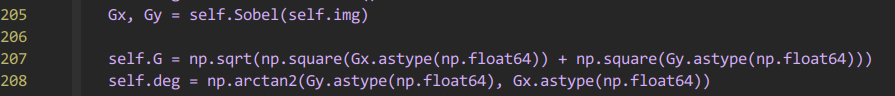 205 Gx, Gy = self.Sobel(self.img)
206
207 self.G = np.sqrt(np.square(Gx.astype(np.float64)) + np.square(Gy.astype(np.float64)))
208 self.deg = np.arctan2(Gy.astype(np.float64), Gx.astype(np.float64))